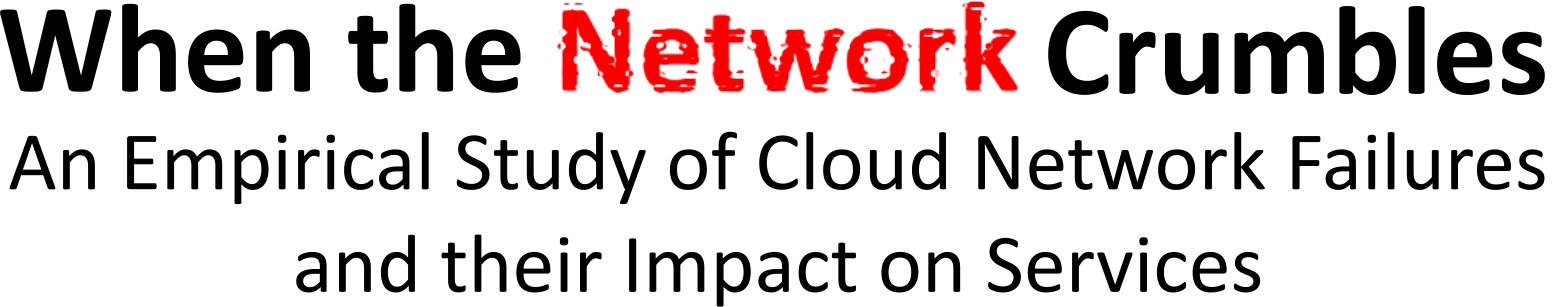 When the Network Crumbles
An Empirical Study of Cloud Network Failures
and their Impact on Services